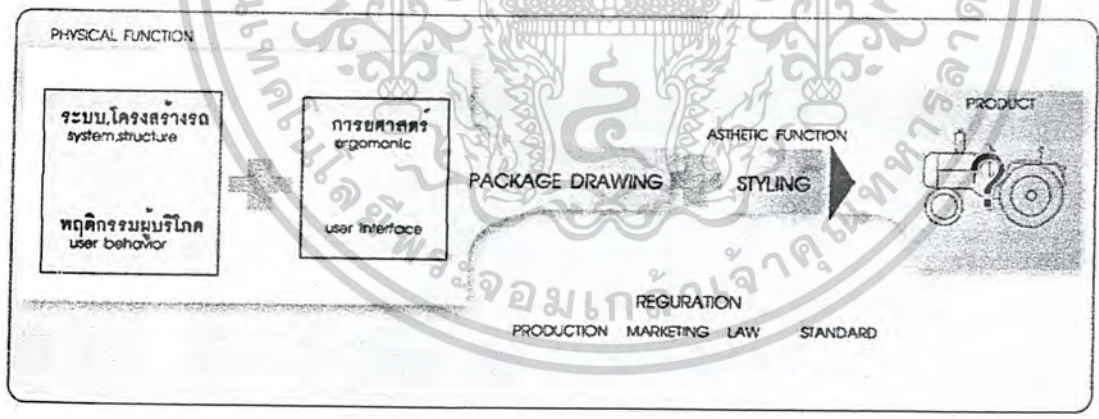 PHYSICAL FUNCTION
ระบบ,โครงสร้างรถ
system,structure
พฤติกรรมผู้บริโภค
user behavior
การยศาสตร์
ergomonic
user interface
PACKAGE DRAWING
ASTHETIC FUNCTION
STYLING
PRODUCT
?
REGURATION
PRODUCTION MARKETING LAW STANDARD